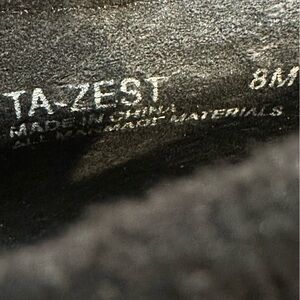 TA-ZEST 8M
MADE IN CHINA
ALL MAN MADE MATERIALS